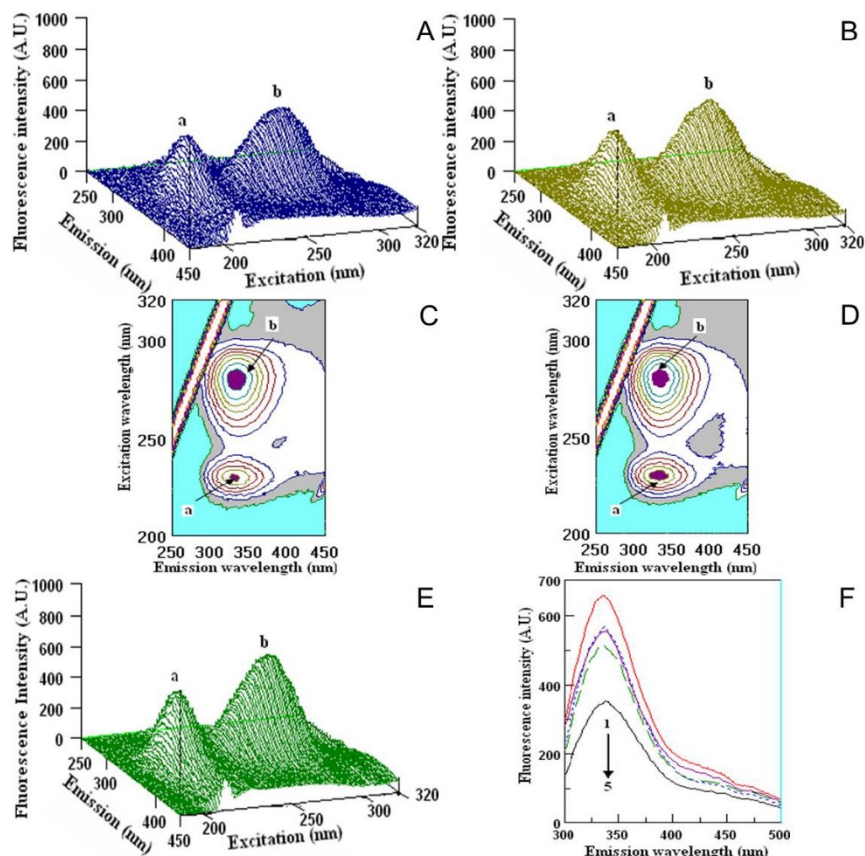 A
Fluorescence intensity (A.U.)
1000
800
600
400
200
0
a
b
250
300
400
450
Emission (nm)
200
250
300
320
Excitation (nm)
B
Fluorescence intensity (A.U.)
1000
800
600
400
200
0
a
b
250
300
400
450
Emission (nm)
200
250
300
320
Excitation (nm)
C
Excitation wavelength (nm)
320
300
250
200
b
a
250 300 350 400 450
Emission wavelength (nm)
D
Excitation wavelength (nm)
320
300
250
200
b
a
250 300 350 400 450
Emission wavelength (nm)
E
Fluorescence Intensity (A.U.)
1000
800
600
400
200
0
a
b
250
300
400
450
Emission (nm)
200
250
300
320
Excitation (nm)
F
Fluorescence intensity (A.U.)
700
600
400
200
0
1
5
300 350 400 450 500
Emission wavelength (nm)